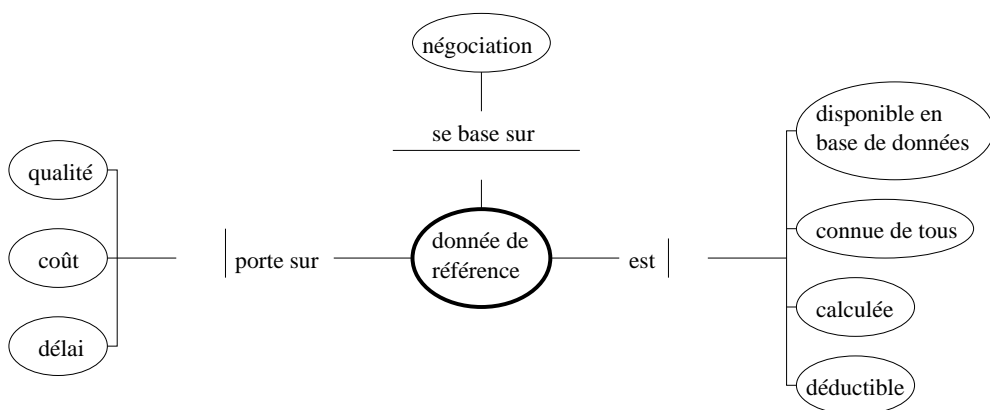 négociation
se base sur
disponible en
base de données
qualité
connue de tous
donnée de
référence
coût
porte sur
est
calculée
délai
déductible